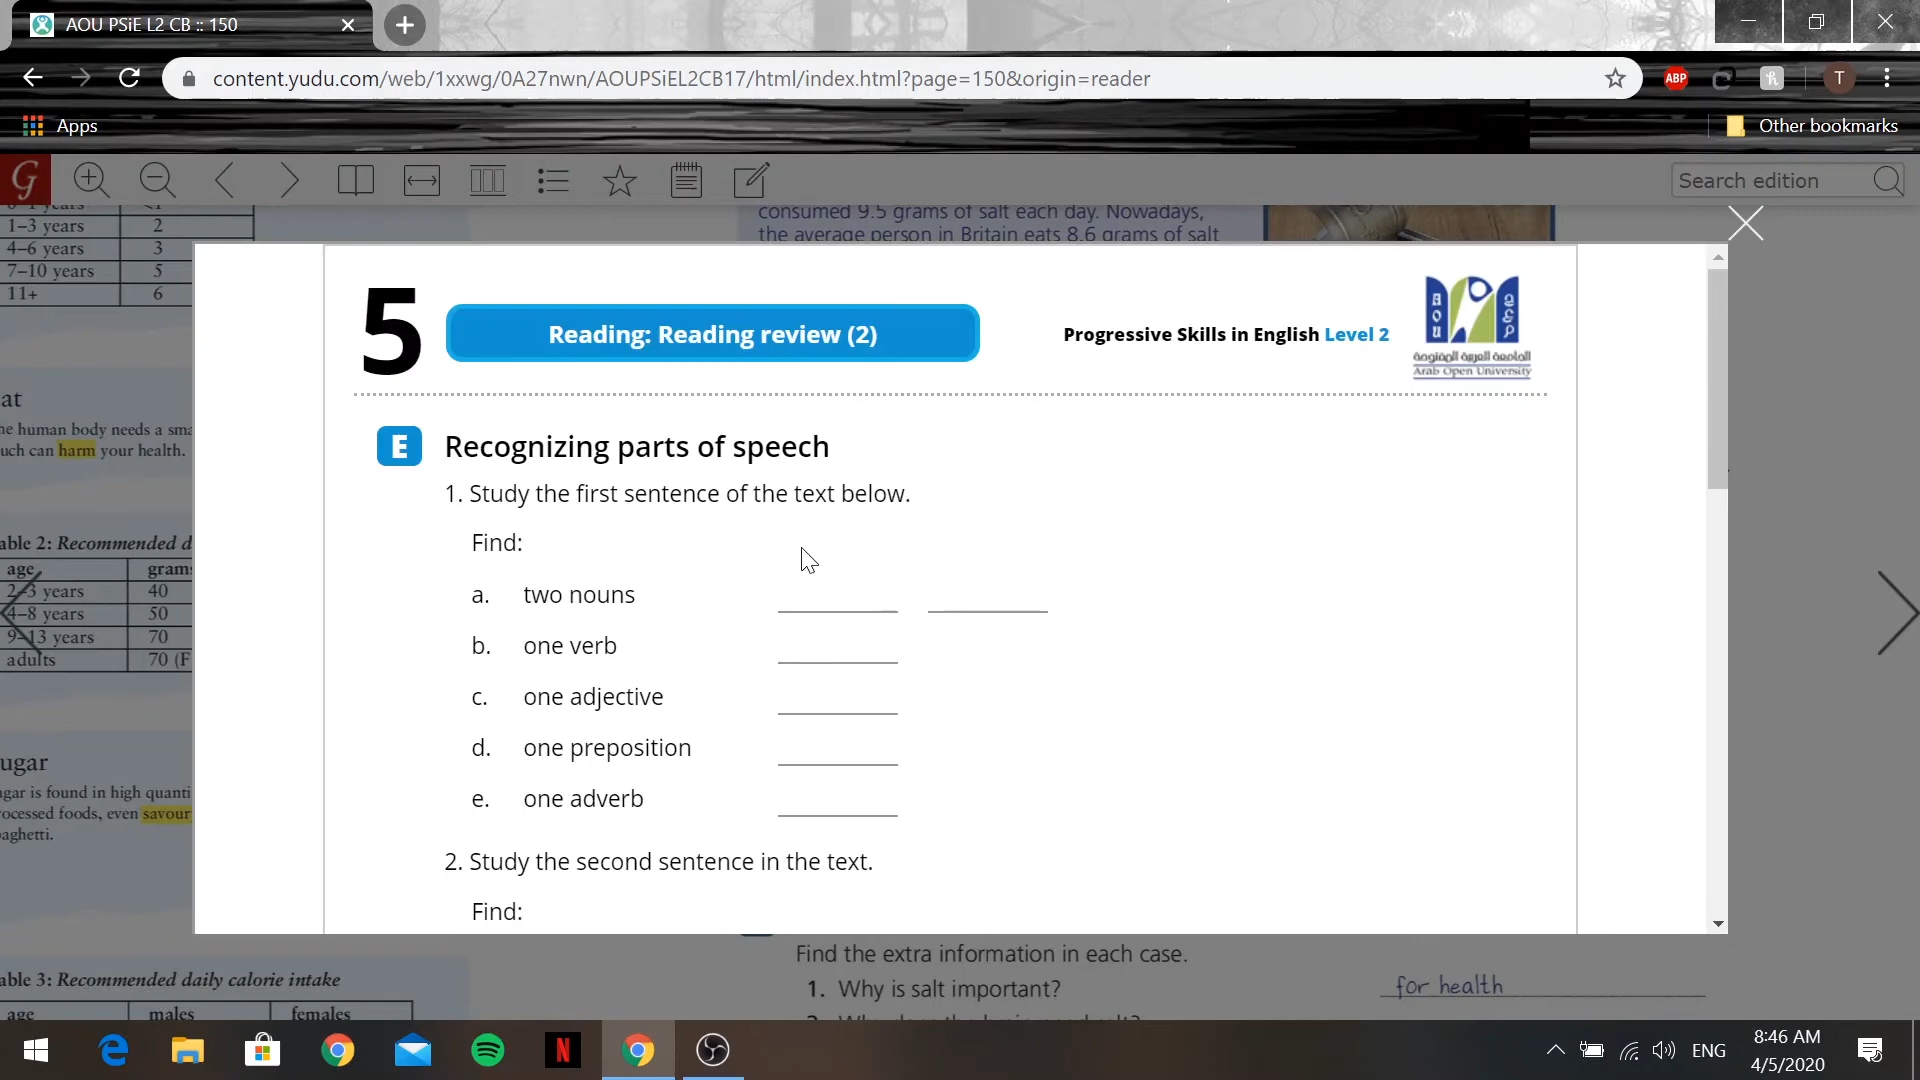 AOU PSiE L2 CB :: 150
content.yudu.com/web/1xxwg/0A27nwn/AOUPSiEL2CB17/html/index.html?page=150&origin=reader
ABP
T
Apps
Other bookmarks
G
Search edition
0–1 years <1
1–3 years 2
4–6 years 3
7–10 years 5
11+ 6
consumed 9.5 grams of salt each day. Nowadays,
the average person in Britain eats 8.6 grams of salt
5
Reading: Reading review (2)
Progressive Skills in English Level 2
AOU
الجامعة العربية المفتوحة
Arab Open University
at
he human body needs a sma
uch can harm your health.
E Recognizing parts of speech
1. Study the first sentence of the text below.
Find:
a. two nouns
b. one verb
c. one adjective
d. one preposition
e. one adverb
2. Study the second sentence in the text.
Find:
able 2: Recommended d
age gram
2–3 years 40
4–8 years 50
9–13 years 70
adults 70 (F
ugar
gar is found in high quanti
rocessed foods, even savour
aghetti.
able 3: Recommended daily calorie intake
age males females
Find the extra information in each case.
1. Why is salt important?
for health
ENG
8:46 AM
4/5/2020